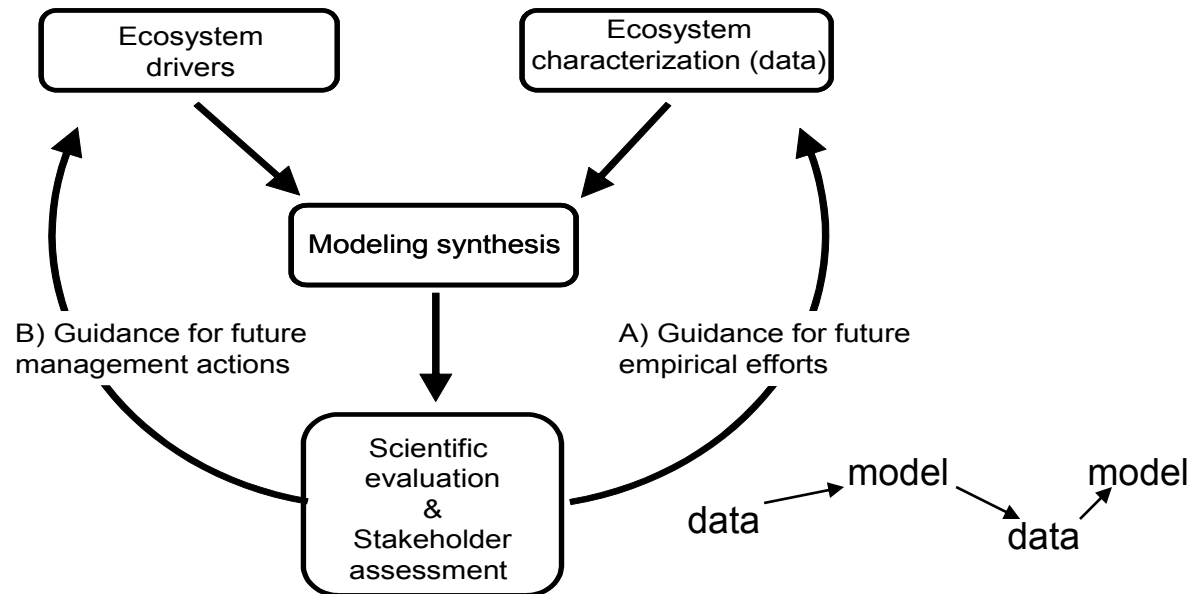 Ecosystem
drivers
Ecosystem
characterization (data)
Modeling synthesis
B) Guidance for future
management actions
A) Guidance for future
empirical efforts
Scientific
evaluation
&
Stakeholder
assessment
data
model
data
model